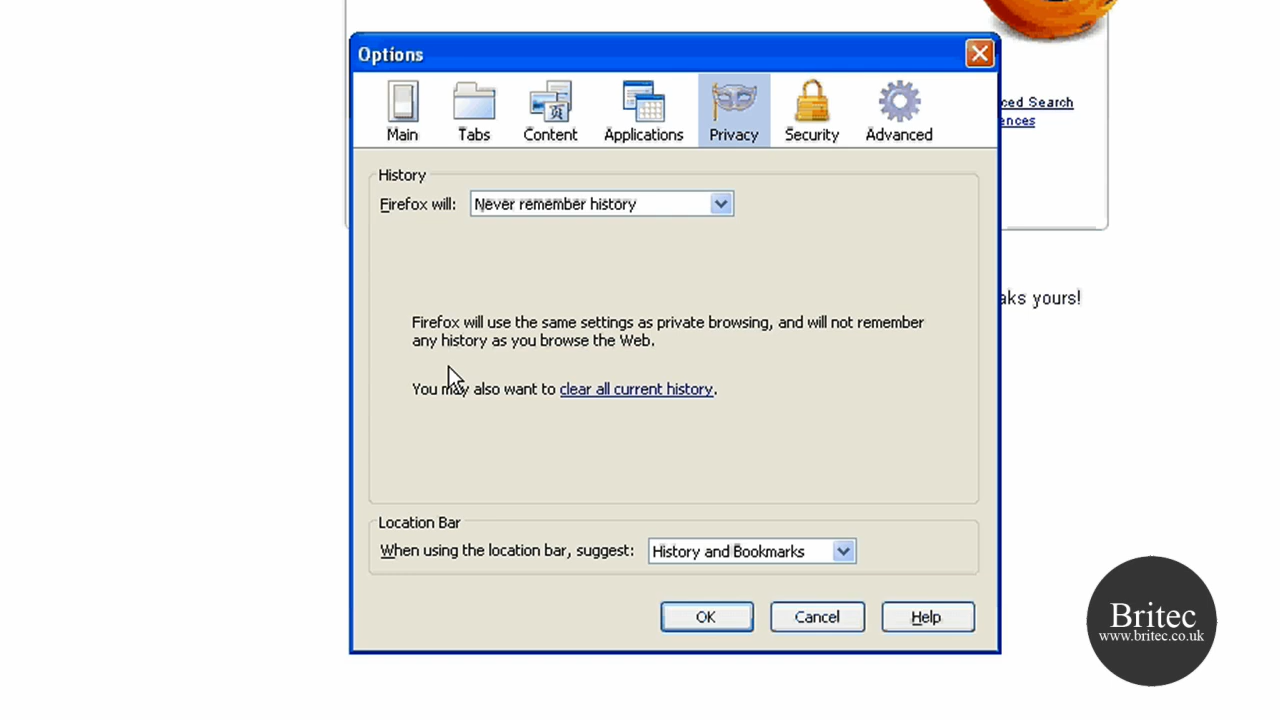 Options
Main Tabs Content Applications Privacy Security Advanced
ced Search
ences
History
Firefox will: Never remember history
aks yours!
Firefox will use the same settings as private browsing, and will not remember
any history as you browse the Web.
You may also want to clear all current history.
Location Bar
When using the location bar, suggest: History and Bookmarks
OK Cancel Help
Britec
www.britec.co.uk